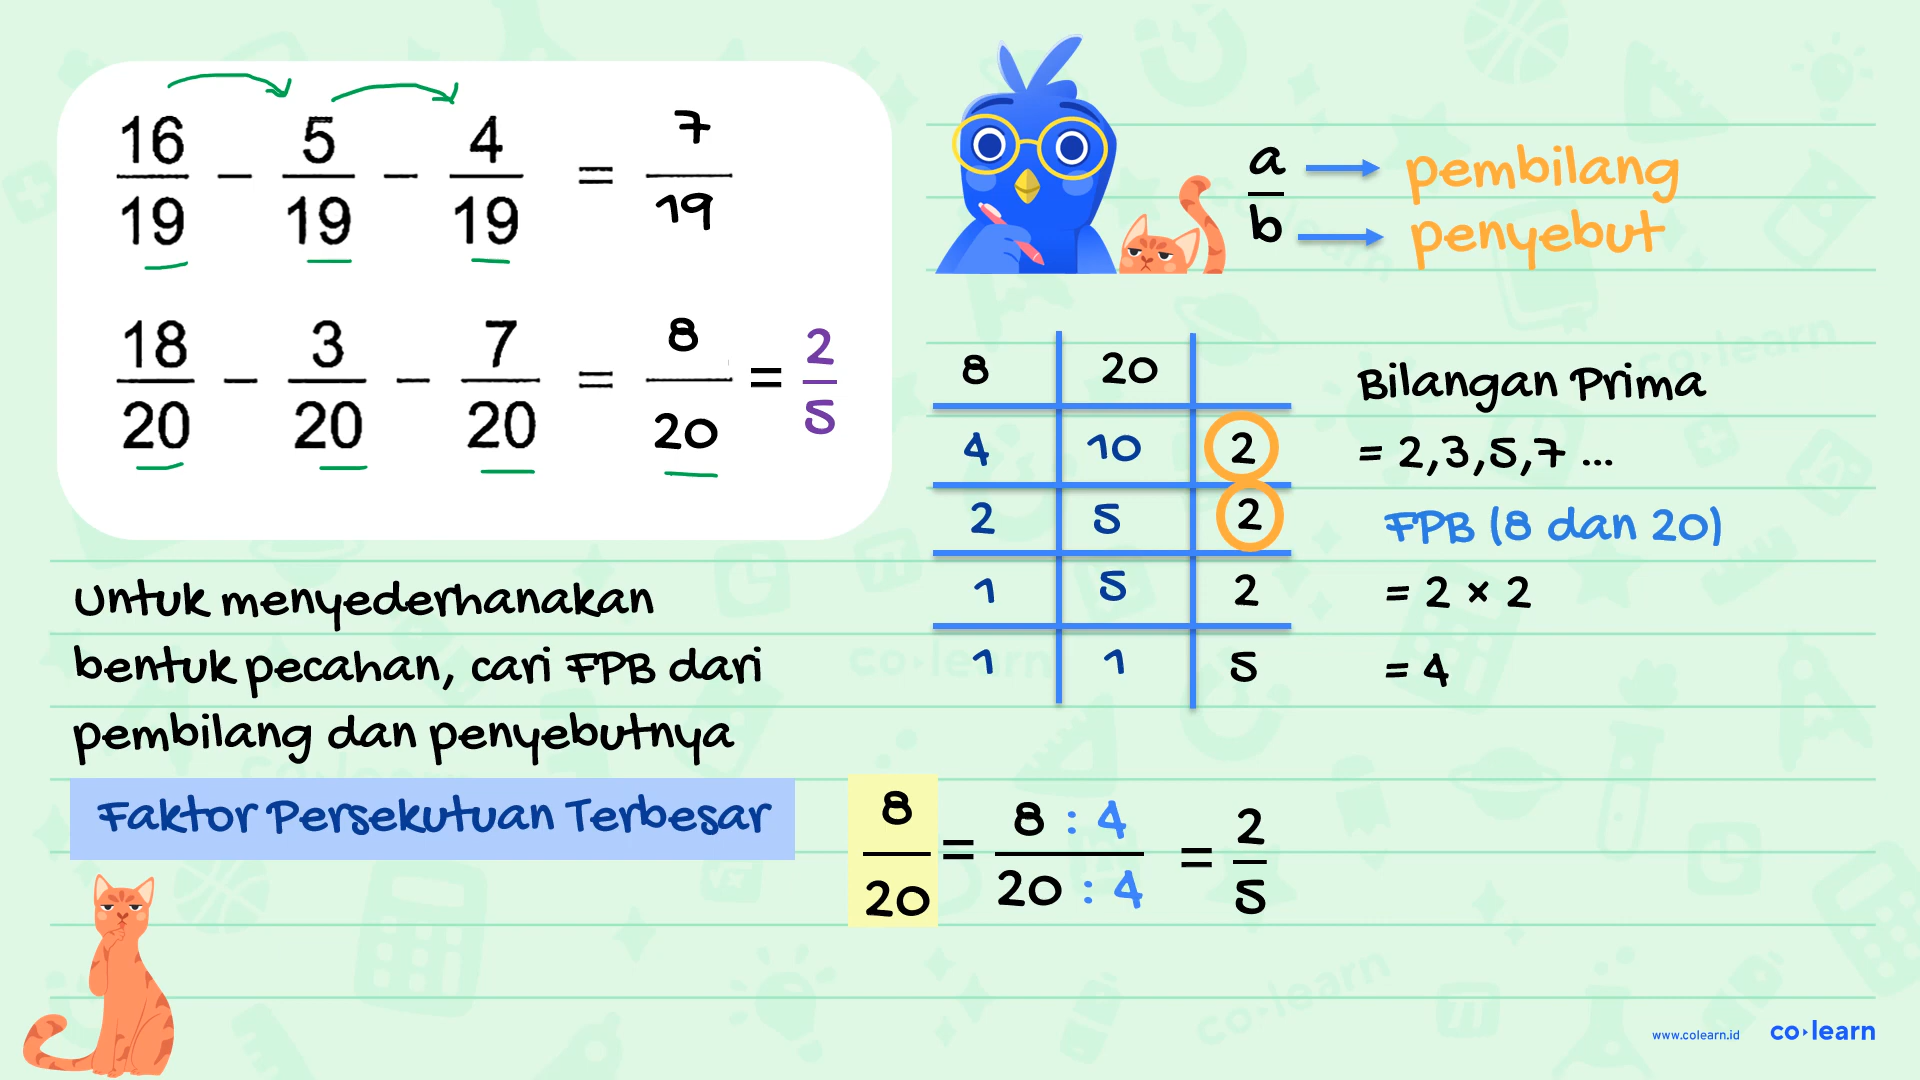 16/19 − 5/19 − 4/19 = 7/19
18/20 − 3/20 − 7/20 = 8/20 = 2/5
Untuk menyederhanakan
bentuk pecahan, cari FPB dari
pembilang dan penyebutnya
Faktor Persekutuan Terbesar
a/b
pembilang
penyebut
8 20
4 10 2
2 5 2
1 5 2
1 1 5
Bilangan Prima
= 2,3,5,7 ...
FPB (8 dan 20)
= 2 × 2
= 4
8/20 = 8 : 4/20 : 4 = 2/5
www.colearn.id
co·learn